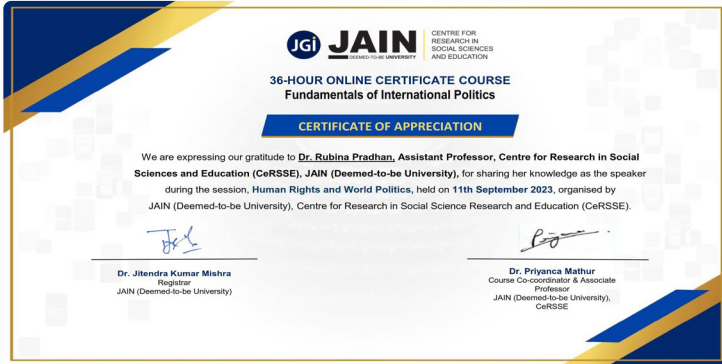 JGi JAIN
DEEMED-TO-BE UNIVERSITY
CENTRE FOR
RESEARCH IN
SOCIAL SCIENCES
AND EDUCATION
36-HOUR ONLINE CERTIFICATE COURSE
Fundamentals of International Politics
CERTIFICATE OF APPRECIATION
We are expressing our gratitude to Dr. Rubina Pradhan, Assistant Professor, Centre for Research in Social
Sciences and Education (CeRSSE), JAIN (Deemed-to-be University), for sharing her knowledge as the speaker
during the session, Human Rights and World Politics, held on 11th September 2023, organised by
JAIN (Deemed-to-be University), Centre for Research in Social Science Research and Education (CeRSSE).
Dr. Jitendra Kumar Mishra
Registrar
JAIN (Deemed-to-be University)
Dr. Priyanca Mathur
Course Co-coordinator & Associate
Professor
JAIN (Deemed-to-be University),
CeRSSE